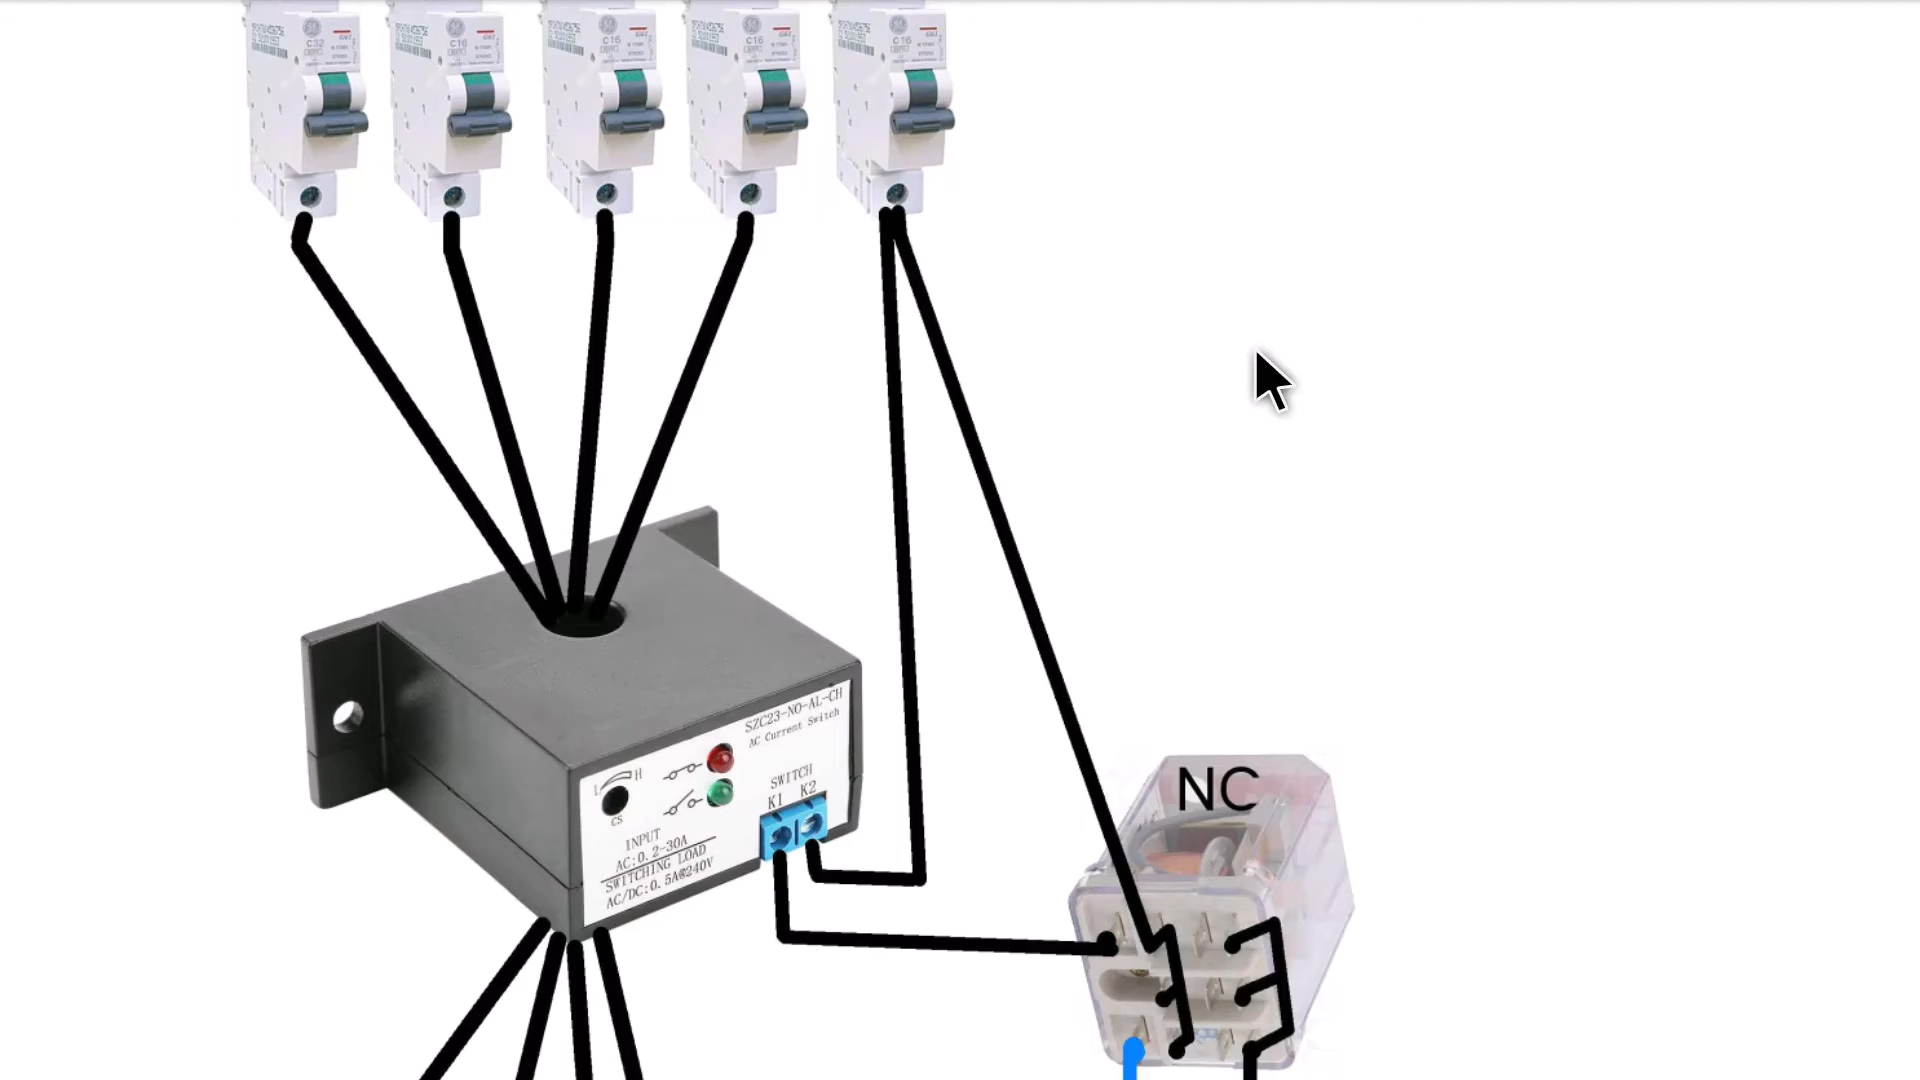 C32
C16
C16
C16
C16
NC
SZC23-NO-AL-CH
AC Current Switch
L H
CS
SWITCH
K1 K2
INPUT
AC:0.2-30A
SWITCHING LOAD
AC/DC:0.5A@240V